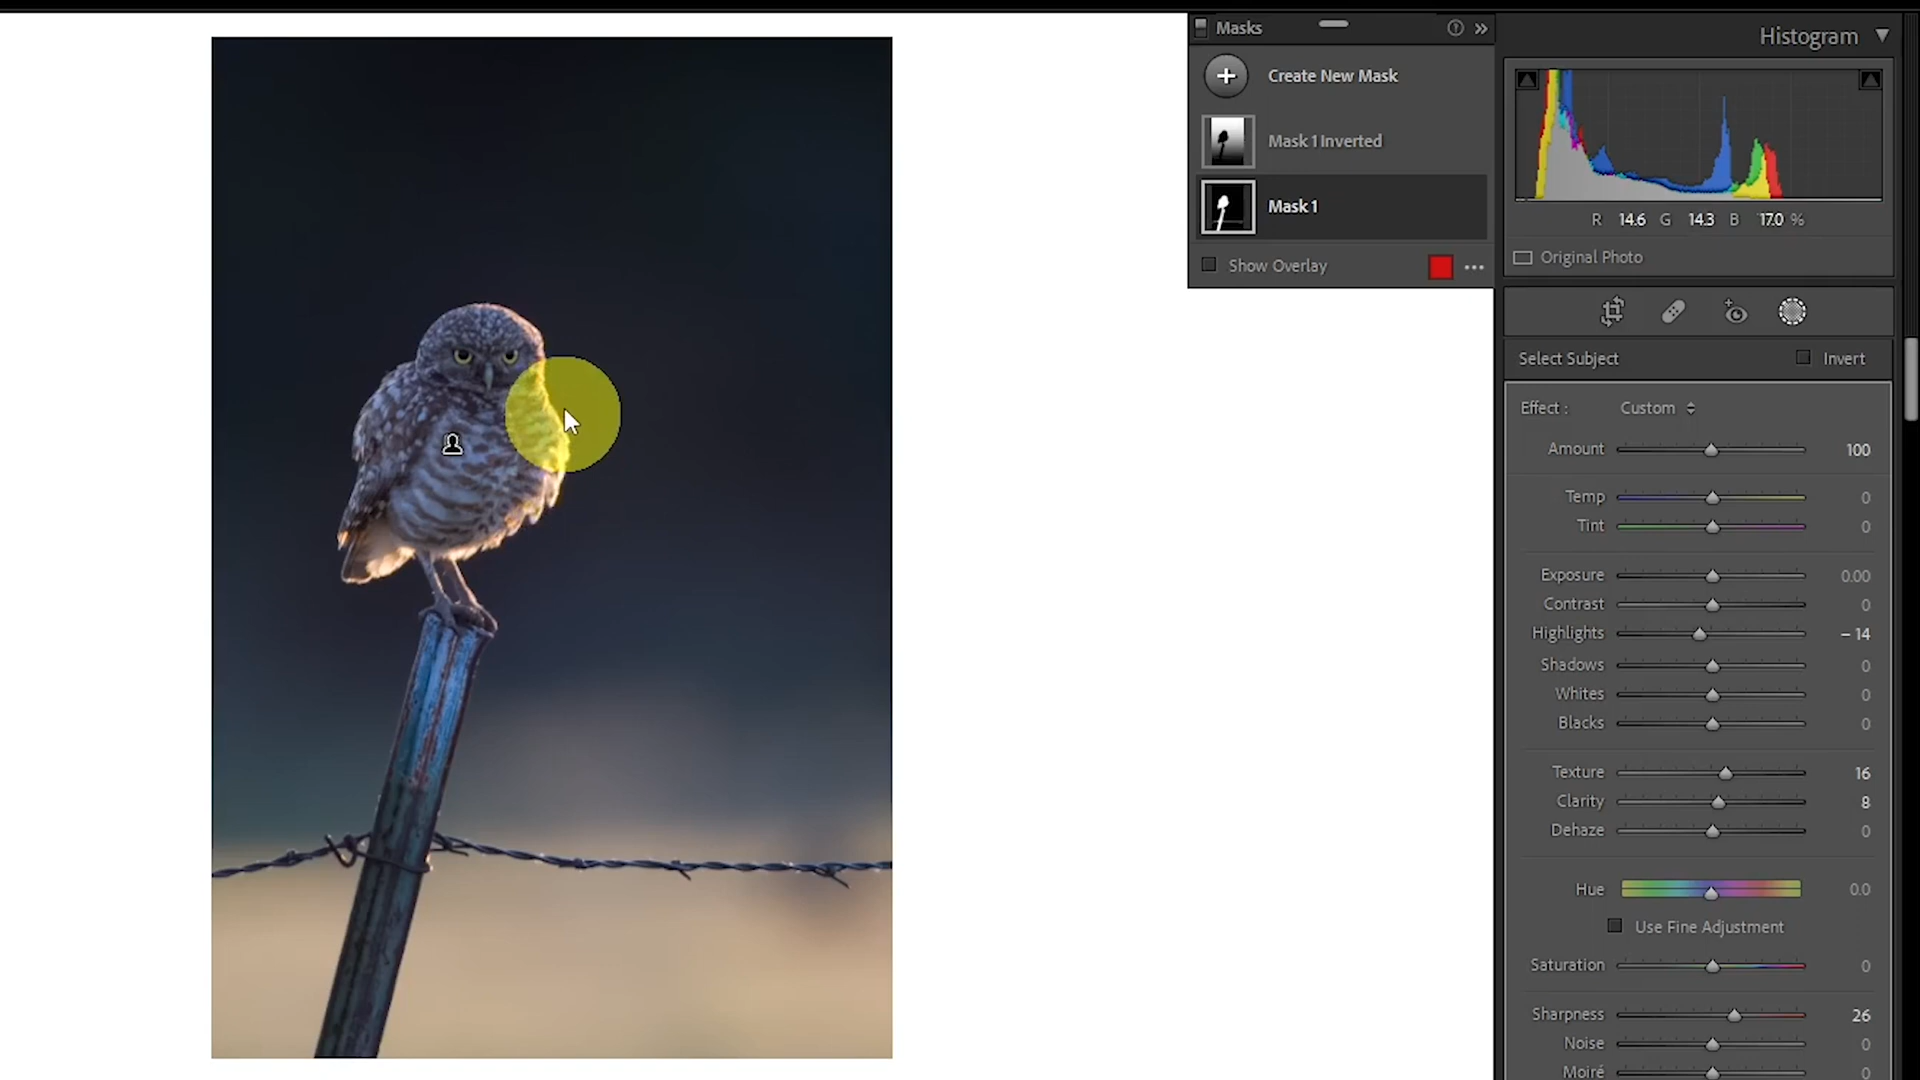 Masks
Create New Mask
Mask 1 Inverted
Mask 1
Show Overlay
Histogram
R 14.6 G 14.3 B 17.0 %
Original Photo
Select Subject Invert
Effect : Custom
Amount 100
Temp 0
Tint 0
Exposure 0.00
Contrast 0
Highlights – 14
Shadows 0
Whites 0
Blacks 0
Texture 16
Clarity 8
Dehaze 0
Hue 0.0
Use Fine Adjustment
Saturation 0
Sharpness 26
Noise 0
Moiré 0